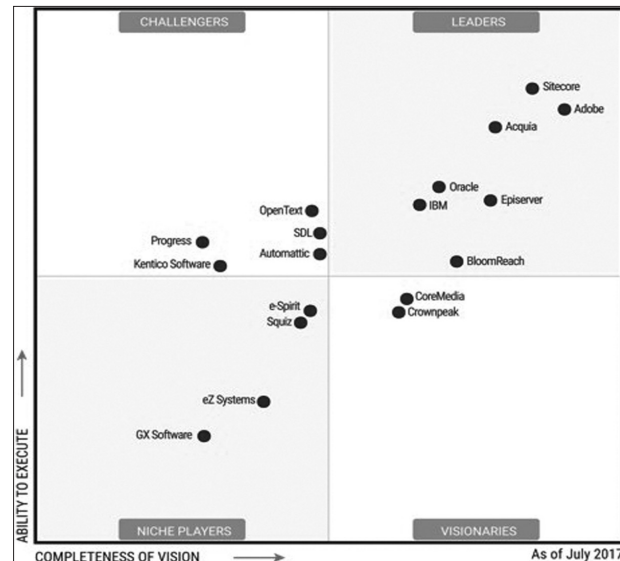 CHALLENGERS
LEADERS
Sitecore
Adobe
Acquia
Oracle
IBM
Episerver
OpenText
SDL
Progress
Automattic
Kentico Software
BloomReach
CoreMedia
Crownpeak
e-Spirit
Squiz
eZ Systems
GX Software
ABILITY TO EXECUTE
NICHE PLAYERS
VISIONARIES
COMPLETENESS OF VISION
As of July 2017